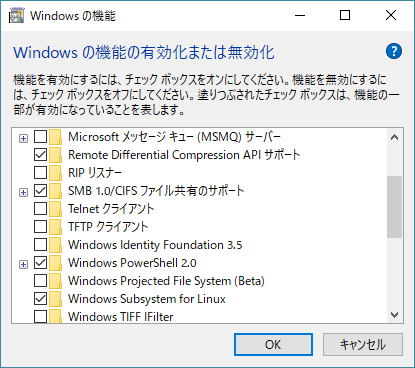 Windows の機能
Windows の機能の有効化または無効化
機能を有効にするには、チェック ボックスをオンにしてください。機能を無効にするに
は、チェック ボックスをオフにしてください。塗りつぶされたチェック ボックスは、機能の一
部が有効になっていることを表します。
Microsoft メッセージ キュー (MSMQ) サーバー
Remote Differential Compression API サポート
RIP リスナー
SMB 1.0/CIFS ファイル共有のサポート
Telnet クライアント
TFTP クライアント
Windows Identity Foundation 3.5
Windows PowerShell 2.0
Windows Projected File System (Beta)
Windows Subsystem for Linux
Windows TIFF IFilter
OK キャンセル